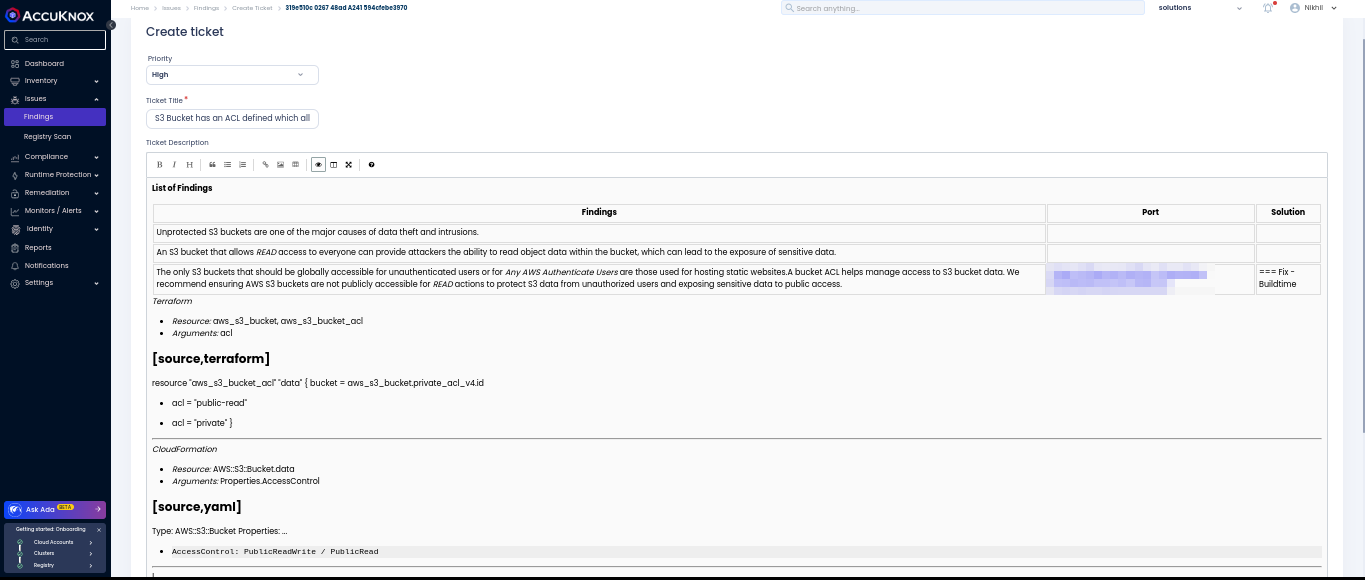 ACCUKNOX
Home > Issues > Findings > Create Ticket > 319e510c 0267 48ad A241 594cfebe3970
Search anything...
solutions
Nikhil
Search
Dashboard
Inventory
Issues
Findings
Registry Scan
Compliance
Runtime Protection
Remediation
Monitors / Alerts
Identity
Reports
Notifications
Settings
Ask Ada BETA
Getting started: Onboarding
Cloud Accounts
Clusters
Registry
Create ticket
Priority
High
Ticket Title *
S3 Bucket has an ACL defined which all
Ticket Description
B I H
List of Findings
Findings Port Solution
Unprotected S3 buckets are one of the major causes of data theft and intrusions.
An S3 bucket that allows READ access to everyone can provide attackers the ability to read object data within the bucket, which can lead to the exposure of sensitive data.
The only S3 buckets that should be globally accessible for unauthenticated users or for Any AWS Authenticate Users are those used for hosting static websites.A bucket ACL helps manage access to S3 bucket data. We
recommend ensuring AWS S3 buckets are not publicly accessible for READ actions to protect S3 data from unauthorized users and exposing sensitive data to public access.
=== Fix -
Buildtime
Terraform
• Resource: aws_s3_bucket, aws_s3_bucket_acl
• Arguments: acl
[source,terraform]
resource "aws_s3_bucket_acl" "data" { bucket = aws_s3_bucket.private_acl_v4.id
• acl = "public-read"
• acl = "private" }
CloudFormation
• Resource: AWS::S3::Bucket.data
• Arguments: Properties.AccessControl
[source,yaml]
Type: AWS::S3::Bucket Properties: ...
• AccessControl: PublicReadWrite / PublicRead